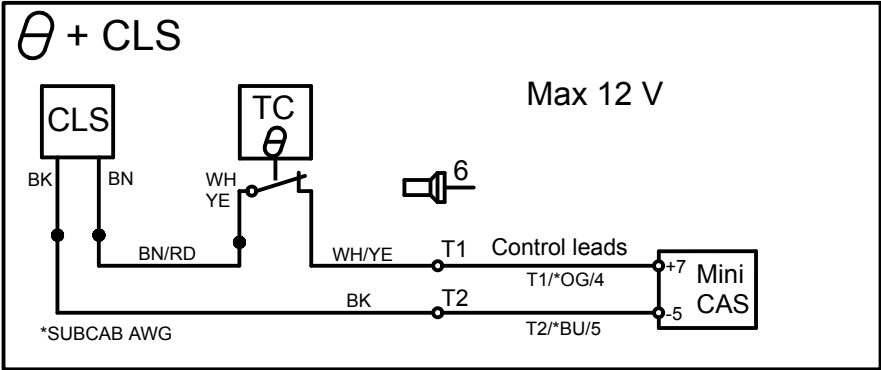 θ + CLS
Max 12 V
CLS
TC
θ
BK
BN
WH
YE
6
BN/RD
WH/YE
T1
Control leads
T1/*OG/4
+7
Mini
CAS
BK
T2
T2/*BU/5
-5
*SUBCAB AWG